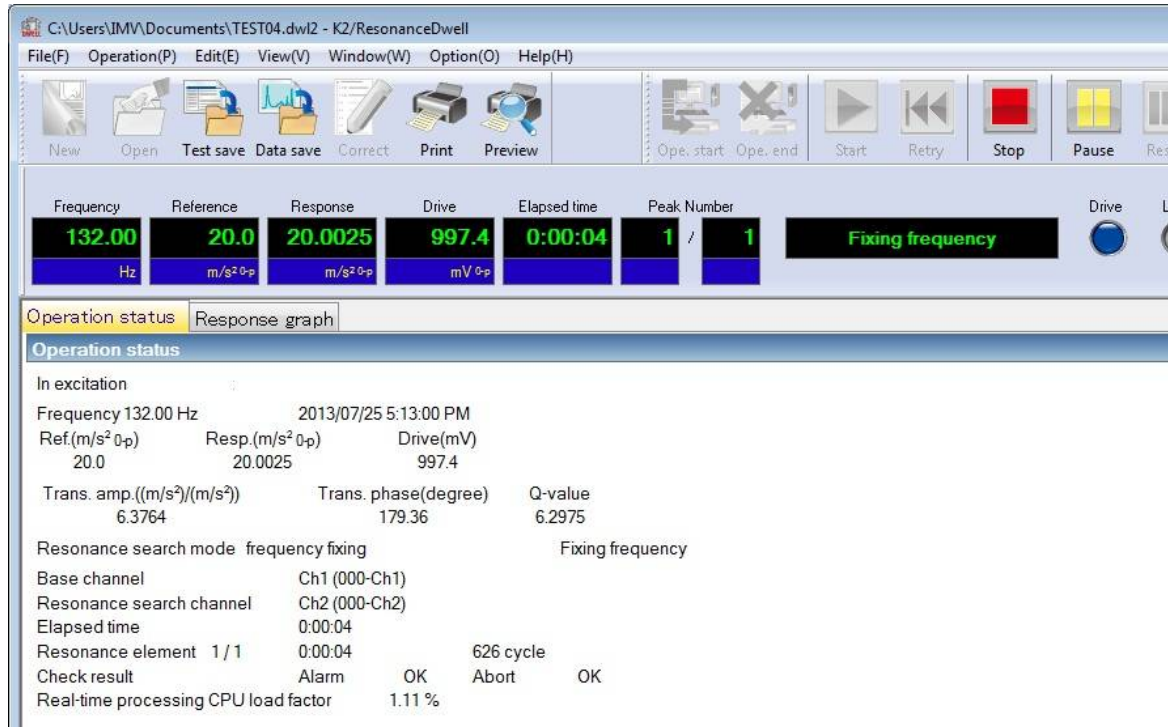 C:\Users\IMV\Documents\TEST04.dwl2 - K2/ResonanceDwell
File(F) Operation(P) Edit(E) View(V) Window(W) Option(O) Help(H)
New Open Test save Data save Correct Print Preview Ope. start Ope. end Start Retry Stop Pause
Frequency Reference Response Drive Elapsed time Peak Number Drive
132.00 20.0 20.0025 997.4 0:00:04 1 / 1 Fixing frequency
Hz m/s² 0-p m/s² 0-p mV 0-p
Operation status Response graph
Operation status
In excitation :
Frequency 132.00 Hz 2013/07/25 5:13:00 PM
Ref.(m/s² 0-p) Resp.(m/s² 0-p) Drive(mV)
20.0 20.0025 997.4
Trans. amp.((m/s²)/(m/s²)) Trans. phase(degree) Q-value
6.3764 179.36 6.2975
Resonance search mode frequency fixing Fixing frequency
Base channel Ch1 (000-Ch1)
Resonance search channel Ch2 (000-Ch2)
Elapsed time 0:00:04
Resonance element 1 / 1 0:00:04 626 cycle
Check result Alarm OK Abort OK
Real-time processing CPU load factor 1.11 %